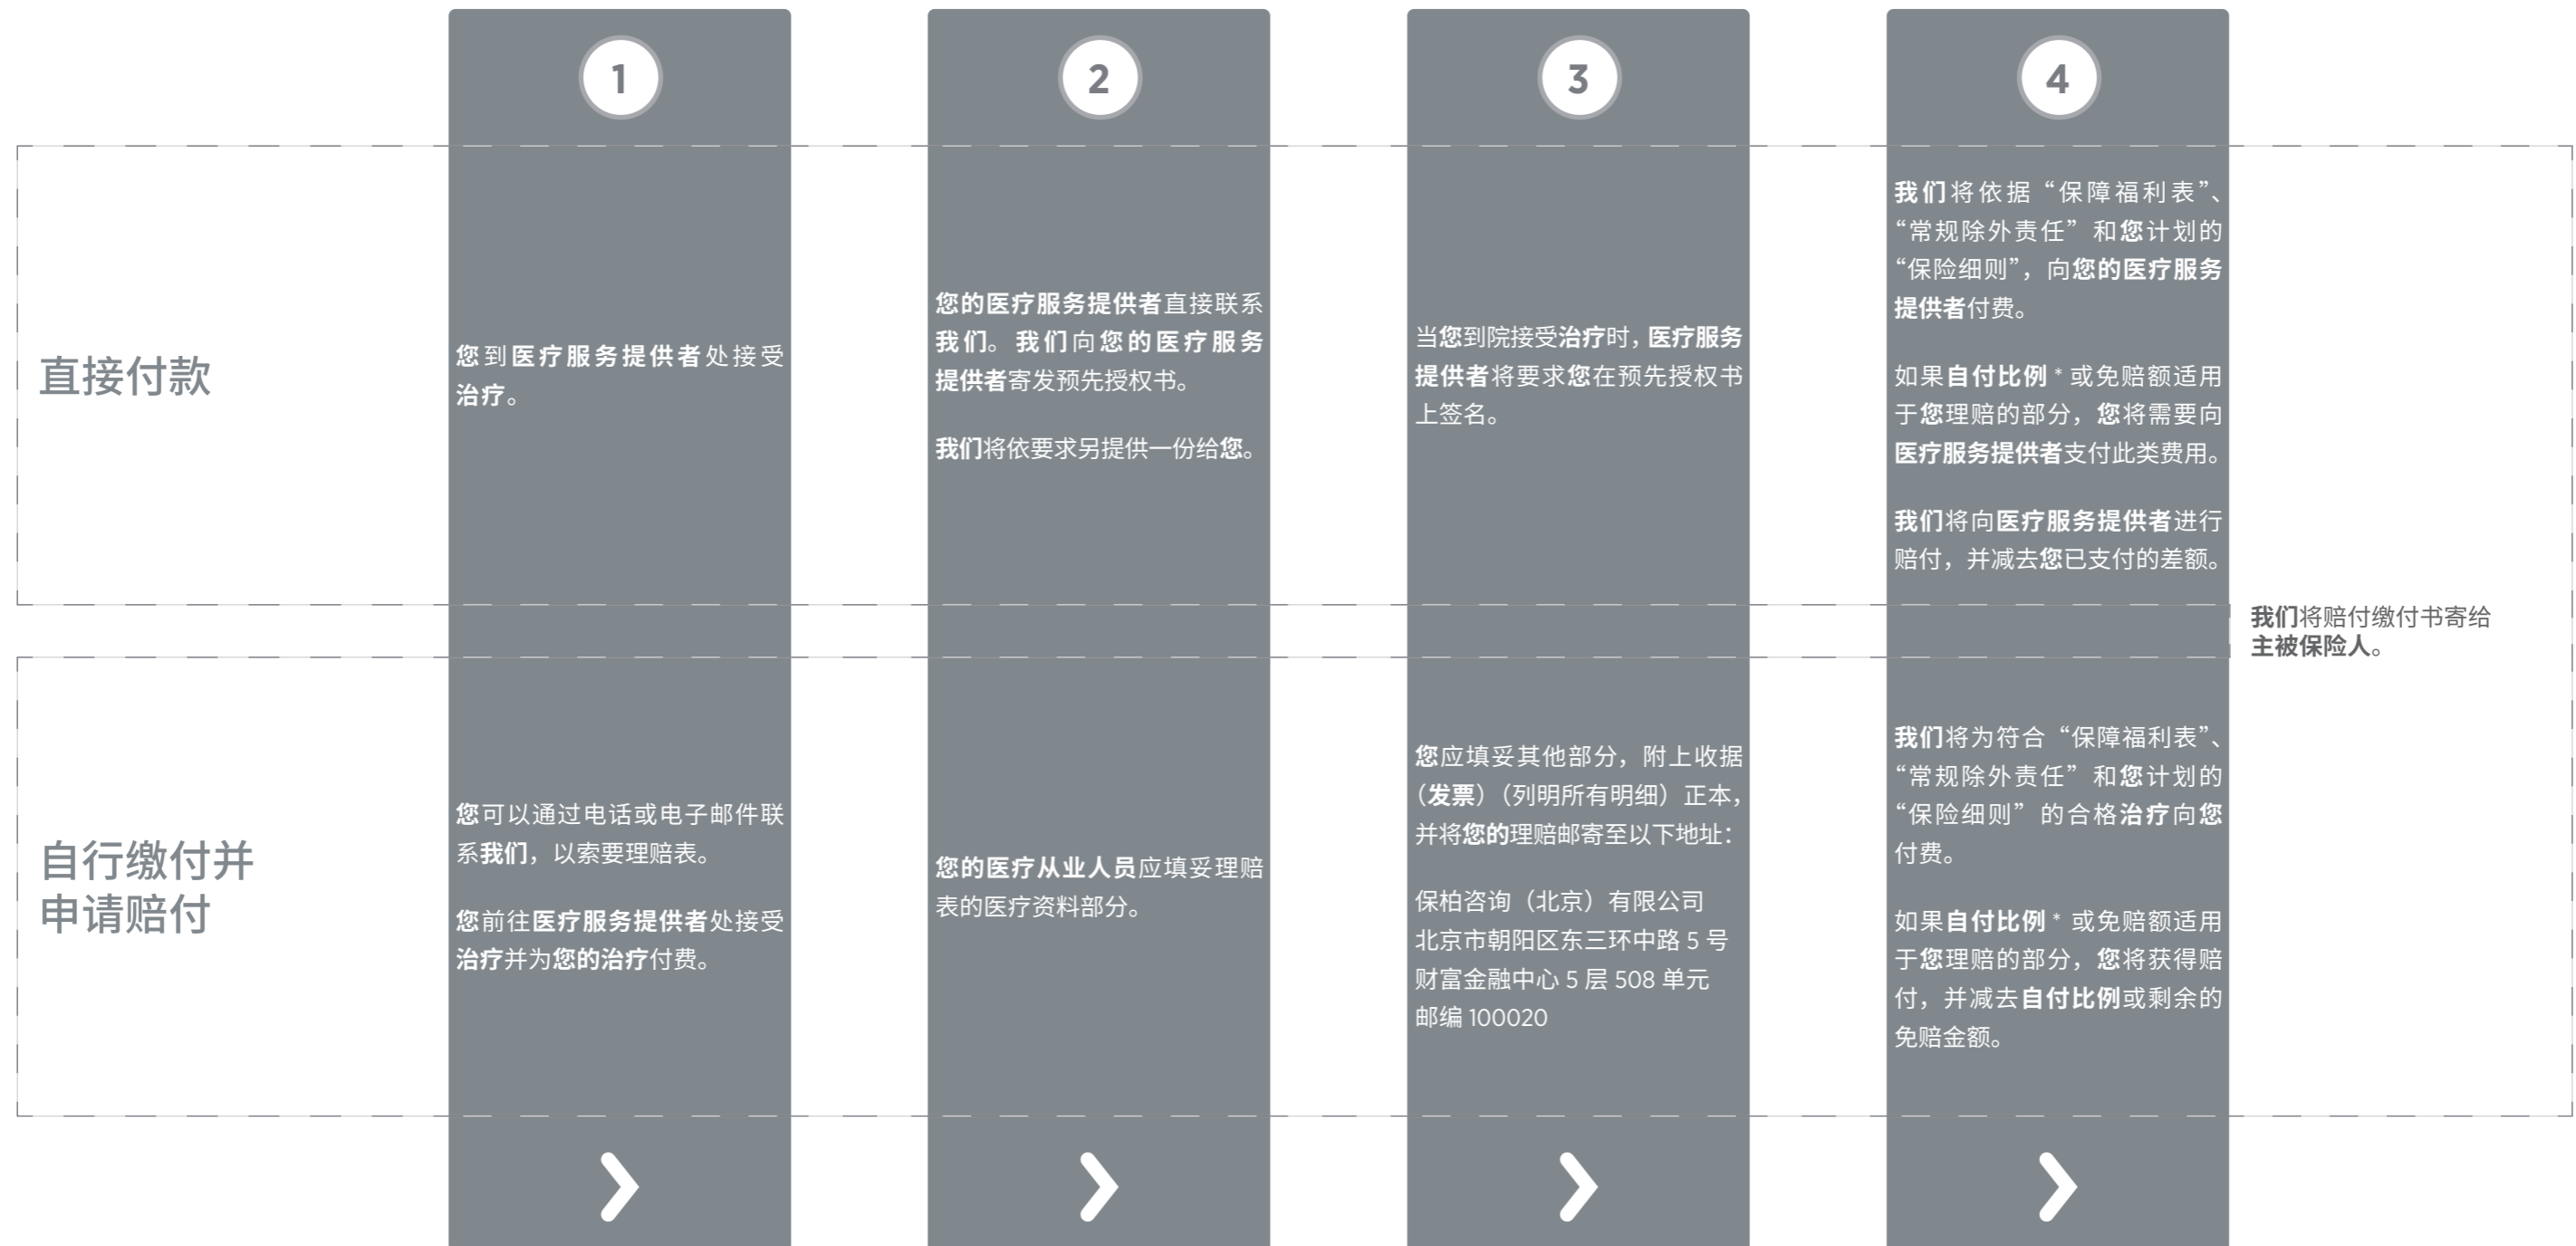 1
2
3
4
直接付款
您到医疗服务提供者处接受
治疗。
您的医疗服务提供者直接联系
我们。我们向您的医疗服务
提供者寄发预先授权书。
我们将依要求另提供一份给您。
当您到院接受治疗时，医疗服务
提供者将要求您在预先授权书
上签名。
我们将依据“保障福利表”、
“常规除外责任”和您计划的
“保险细则”，向您的医疗服务
提供者付费。
如果自付比例 * 或免赔额适用
于您理赔的部分，您将需要向
医疗服务提供者支付此类费用。
我们将向医疗服务提供者进行
赔付，并减去您已支付的差额。
自行缴付并
申请赔付
您可以通过电话或电子邮件联
系我们，以索要理赔表。
您前往医疗服务提供者处接受
治疗并为您的治疗付费。
您的医疗从业人员应填妥理赔
表的医疗资料部分。
您应填妥其他部分，附上收据
（发票）（列明所有明细）正本，
并将您的理赔邮寄至以下地址：
保柏咨询（北京）有限公司
北京市朝阳区东三环中路 5 号
财富金融中心 5 层 508 单元
邮编 100020
我们将为符合“保障福利表”、
“常规除外责任”和您计划的
“保险细则”的合格治疗向您
付费。
如果自付比例 * 或免赔额适用
于您理赔的部分，您将获得赔
付，并减去自付比例或剩余的
免赔金额。
我们将赔付缴付书寄给
主被保险人。